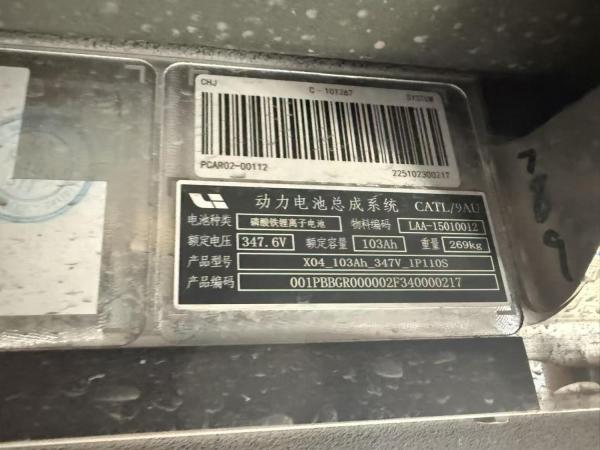 CHJ C-101267 SYSTEM
PCAR02-00112 225102300217
动力电池总成系统 CATL/9AU
电池种类 磷酸铁锂离子电池 物料编码 LAA-15010012
额定电压 347.6V 额定容量 103Ah 重量 269kg
产品型号 X04_103Ah_347V_1P110S
产品编码 001PBBGR000002F340000217